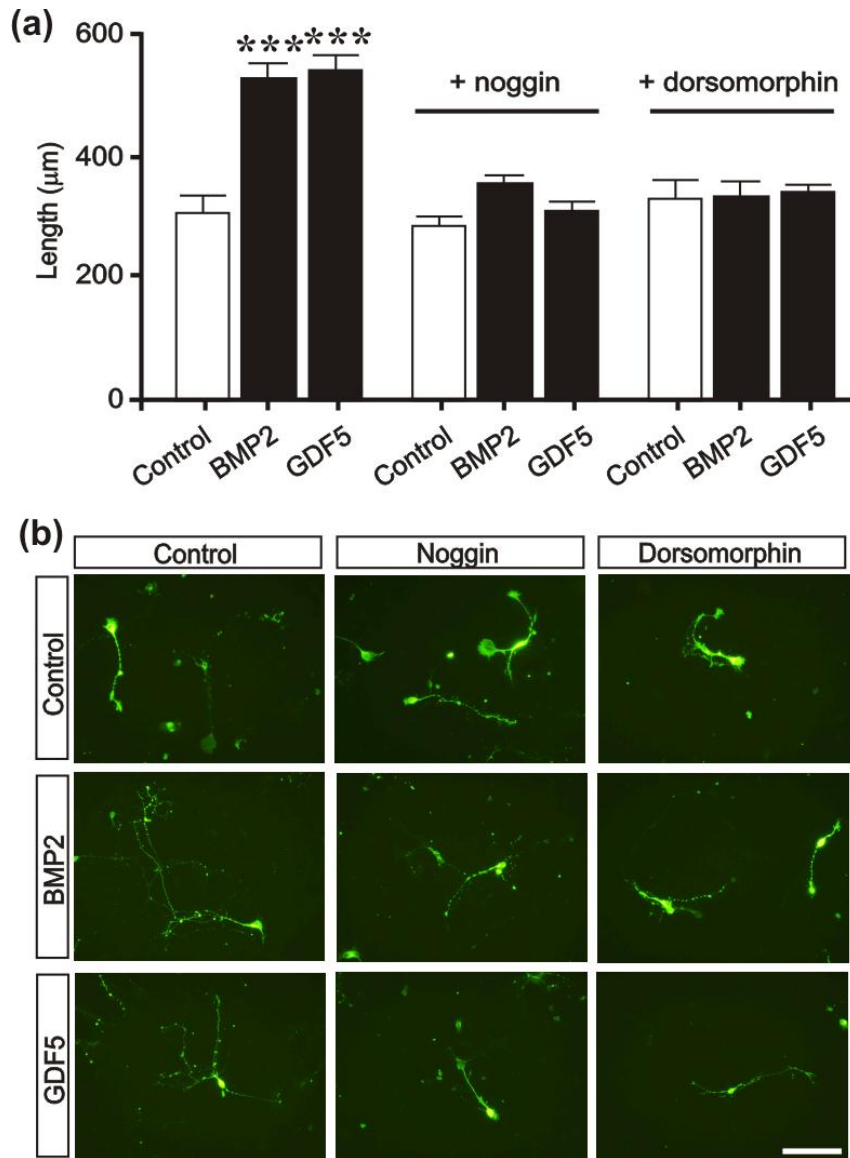 (a)
600
400
200
0
Length (μm)
*** ***
+ noggin + dorsomorphin
Control BMP2 GDF5 Control BMP2 GDF5 Control BMP2 GDF5
(b)
Control Noggin Dorsomorphin
Control
BMP2
GDF5